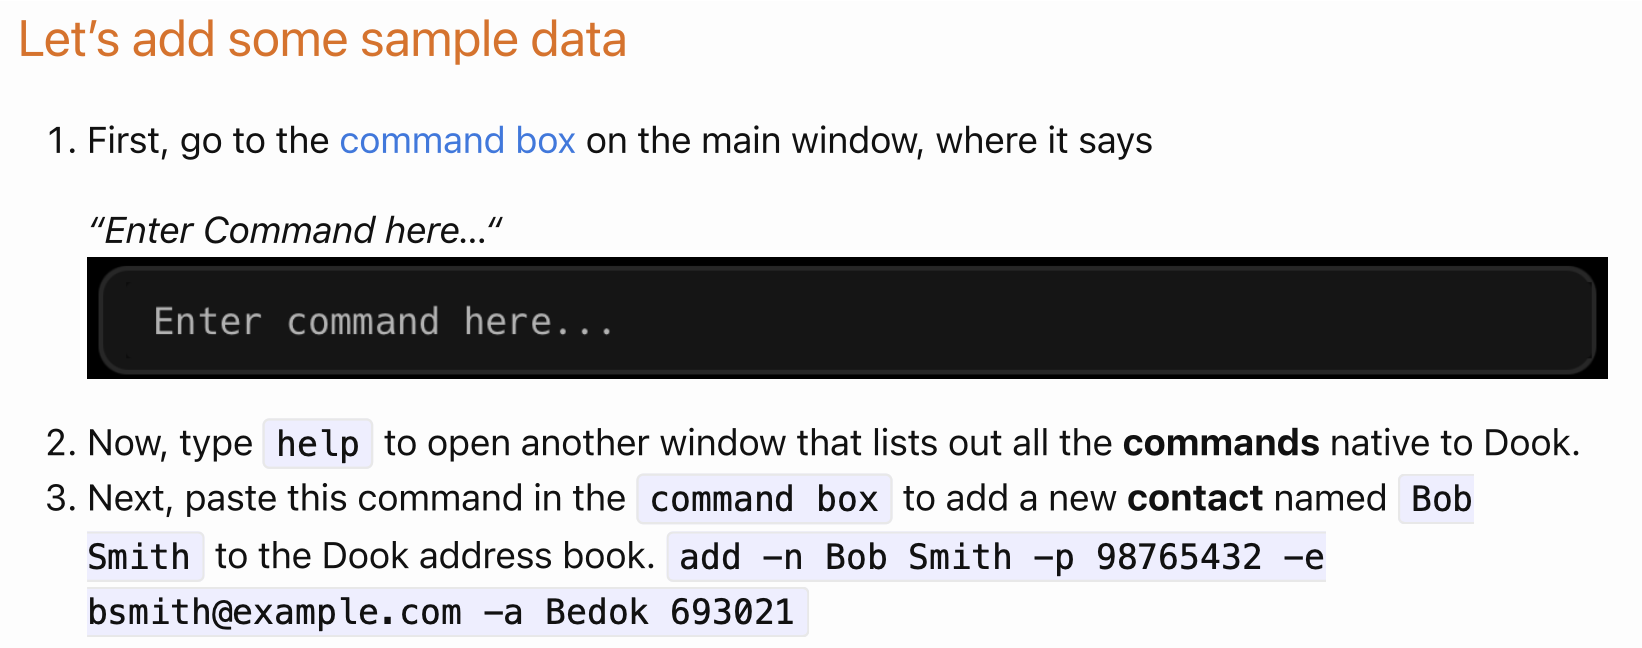 Let’s add some sample data
1. First, go to the command box on the main window, where it says
“Enter Command here…“
Enter command here...
2. Now, type help to open another window that lists out all the commands native to Dook.
3. Next, paste this command in the command box to add a new contact named Bob
Smith to the Dook address book. add -n Bob Smith -p 98765432 -e
bsmith@example.com -a Bedok 693021